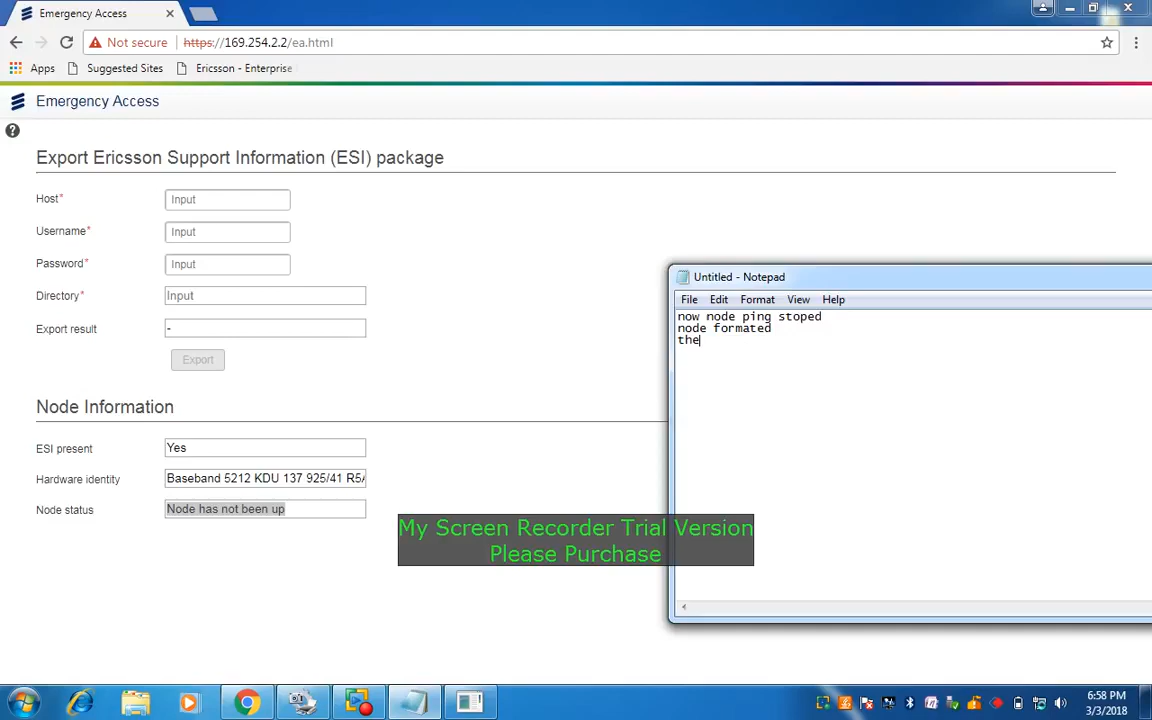 Emergency Access
Not secure | https://169.254.2.2/ea.html
Apps Suggested Sites Ericsson - Enterprise
Emergency Access
Export Ericsson Support Information (ESI) package
Host* Input
Username* Input
Password* Input
Directory* Input
Export result -
Export
Node Information
ESI present Yes
Hardware identity Baseband 5212 KDU 137 925/41 R5A
Node status Node has not been up
Untitled - Notepad
File Edit Format View Help
now node ping stoped
node formated
the
My Screen Recorder Trial Version
Please Purchase
6:58 PM
3/3/2018